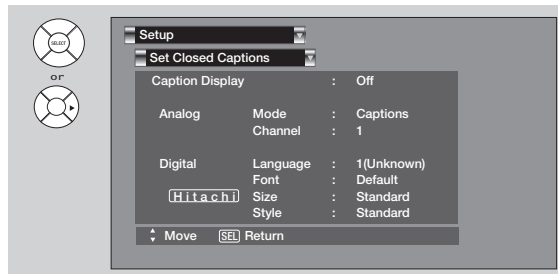 SELECT
or
Setup
Set Closed Captions
Caption Display : Off
Analog Mode : Captions
Channel : 1
Digital Language : 1(Unknown)
Font : Default
Hitachi Size : Standard
Style : Standard
Move SEL Return